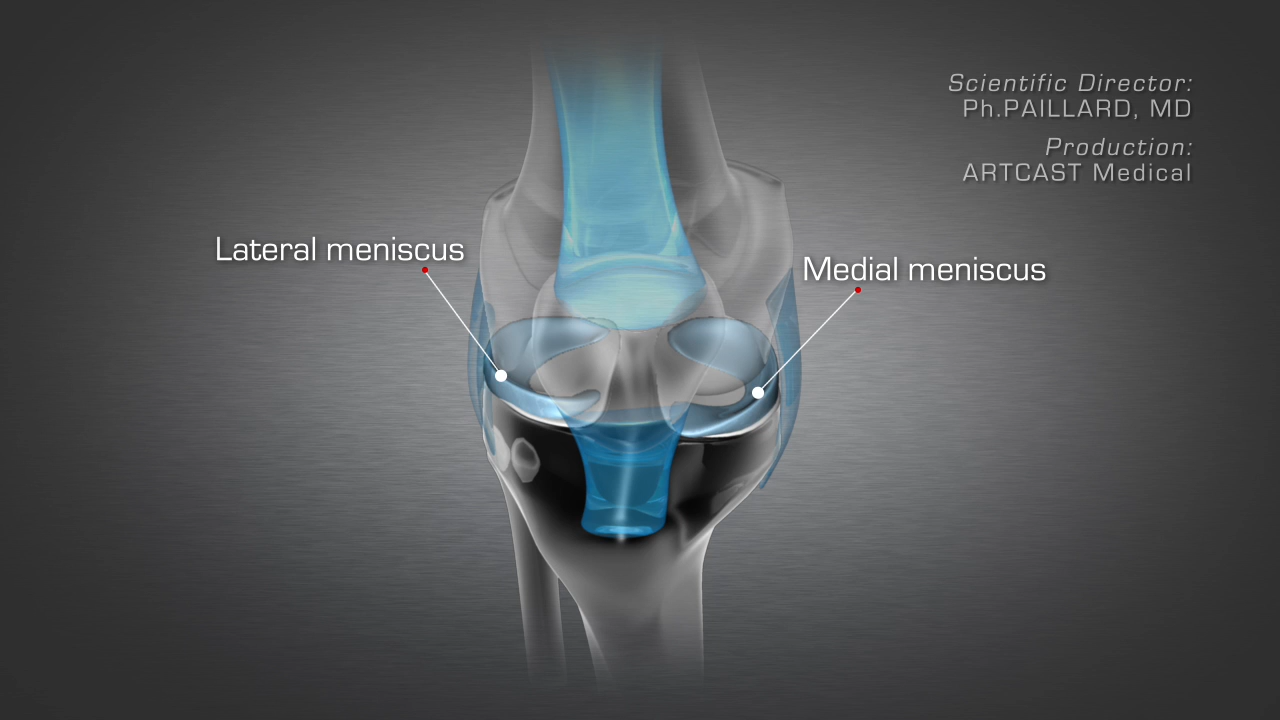 Scientific Director:
Ph.PAILLARD, MD
Production:
ARTCAST Medical
Lateral meniscus
Medial meniscus